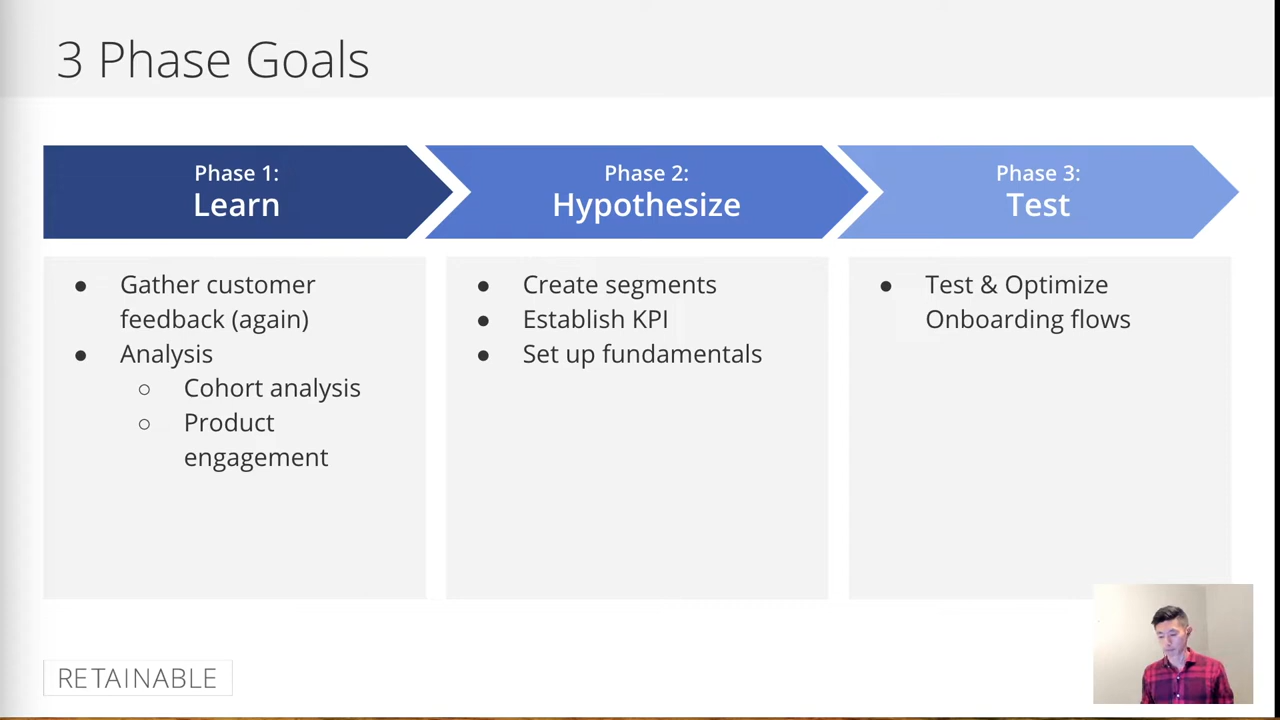 3 Phase Goals
Phase 1:
Learn
Phase 2:
Hypothesize
Phase 3:
Test
● Gather customer
feedback (again)
● Analysis
○ Cohort analysis
○ Product
engagement
● Create segments
● Establish KPI
● Set up fundamentals
● Test & Optimize
Onboarding flows
RETAINABLE